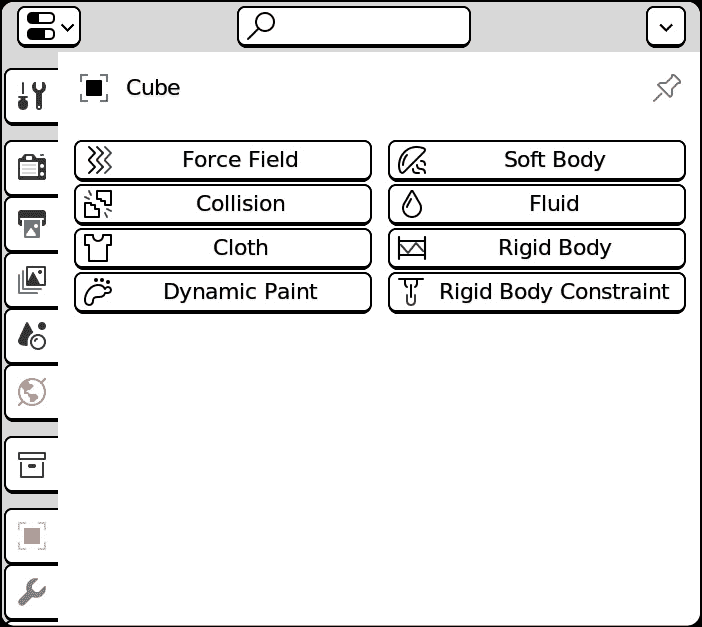 Cube
Force Field
Soft Body
Collision
Fluid
Cloth
Rigid Body
Dynamic Paint
Rigid Body Constraint